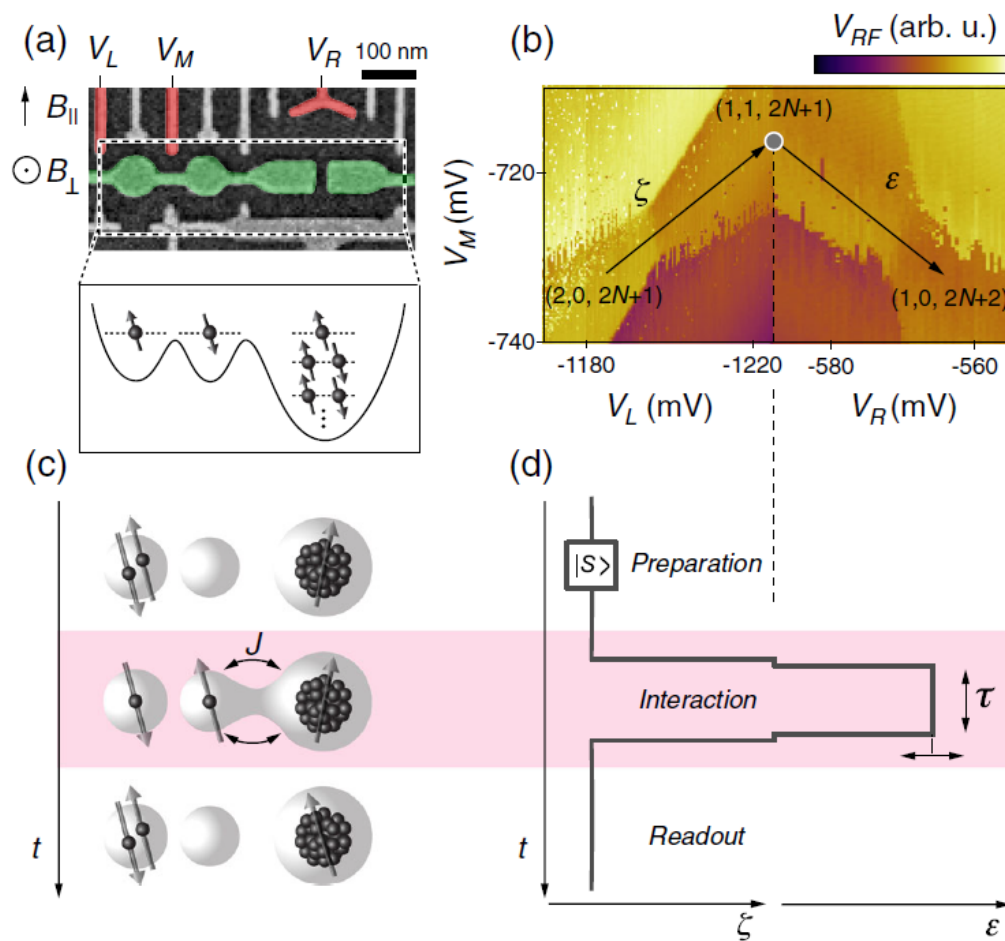 (a)
V_L V_M V_R 100 nm
B_||
B_⊥
(b)
V_RF (arb. u.)
(1,1, 2N+1)
ζ
ε
(2,0, 2N+1)
(1,0, 2N+2)
V_M (mV)
-720
-740
-1180 -1220 -580 -560
V_L (mV) V_R (mV)
(c)
J
t
(d)
|S> Preparation
Interaction τ
Readout
t
ζ ε